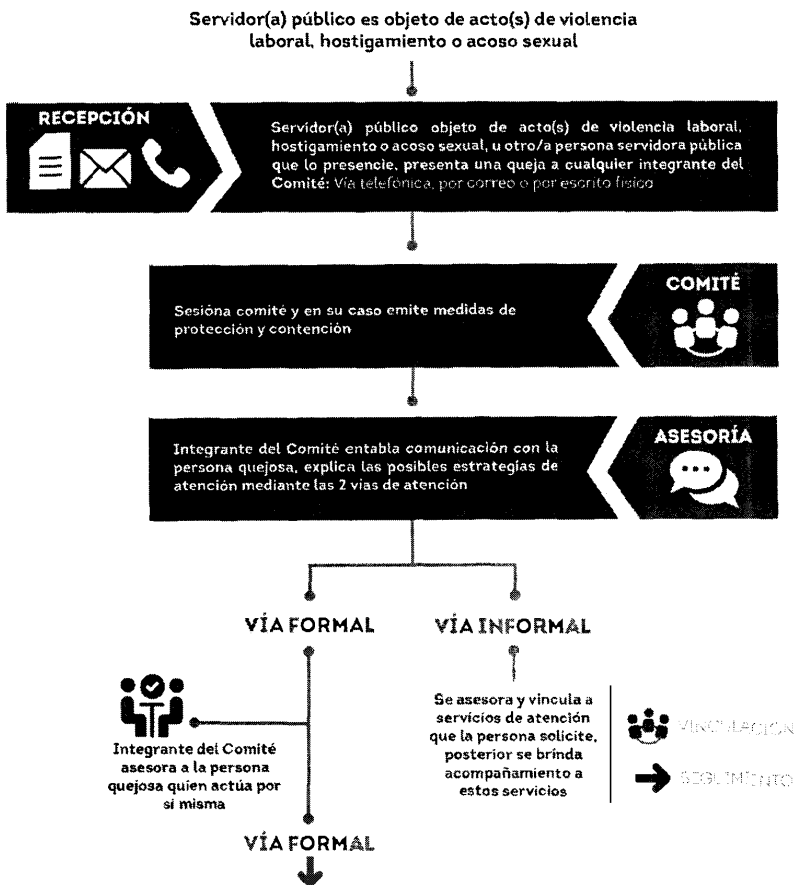 Servidor(a) público es objeto de acto(s) de violencia
laboral, hostigamiento o acoso sexual
RECEPCIÓN
Servidor(a) público objeto de acto(s) de violencia laboral,
hostigamiento o acoso sexual, u otro/a persona servidora pública
que lo presencie, presenta una queja a cualquier integrante del
Comité: Vía telefónica, por correo o por escrito físico
COMITÉ
Sesióna comité y en su caso emite medidas de
protección y contención
ASESORÍA
Integrante del Comité entabla comunicación con la
persona quejosa, explica las posibles estrategias de
atención mediante las 2 vías de atención
VÍA FORMAL
VÍA INFORMAL
Integrante del Comité
asesora a la persona
quejosa quien actúa por
sí misma
Se asesora y vincula a
servicios de atención
que la persona solicite,
posterior se brinda
acompañamiento a
estos servicios
VINCULACIÓN
SEGUIMIENTO
VÍA FORMAL